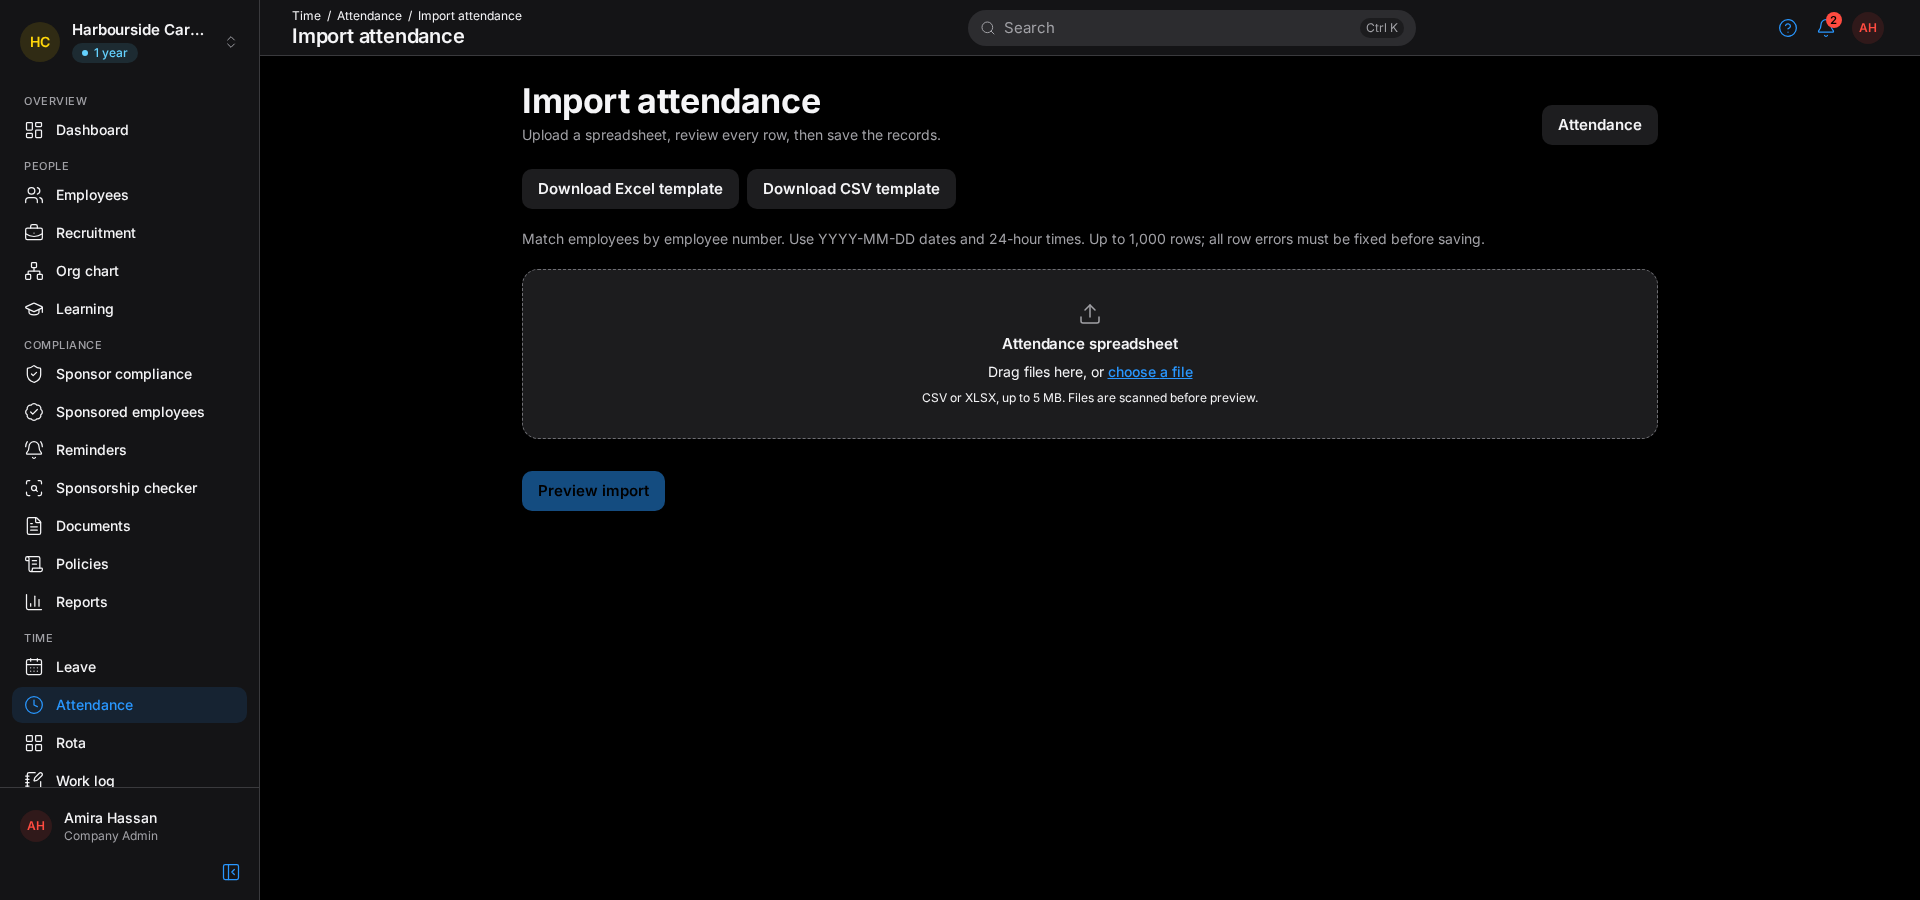 HC
Harbourside Car...
1 year
OVERVIEW
Dashboard
PEOPLE
Employees
Recruitment
Org chart
Learning
COMPLIANCE
Sponsor compliance
Sponsored employees
Reminders
Sponsorship checker
Documents
Policies
Reports
TIME
Leave
Attendance
Rota
Work log
AH
Amira Hassan
Company Admin
Time / Attendance / Import attendance
Import attendance
Search
Ctrl K
2
AH
Import attendance
Upload a spreadsheet, review every row, then save the records.
Attendance
Download Excel template
Download CSV template
Match employees by employee number. Use YYYY-MM-DD dates and 24-hour times. Up to 1,000 rows; all row errors must be fixed before saving.
Attendance spreadsheet
Drag files here, or choose a file
CSV or XLSX, up to 5 MB. Files are scanned before preview.
Preview import